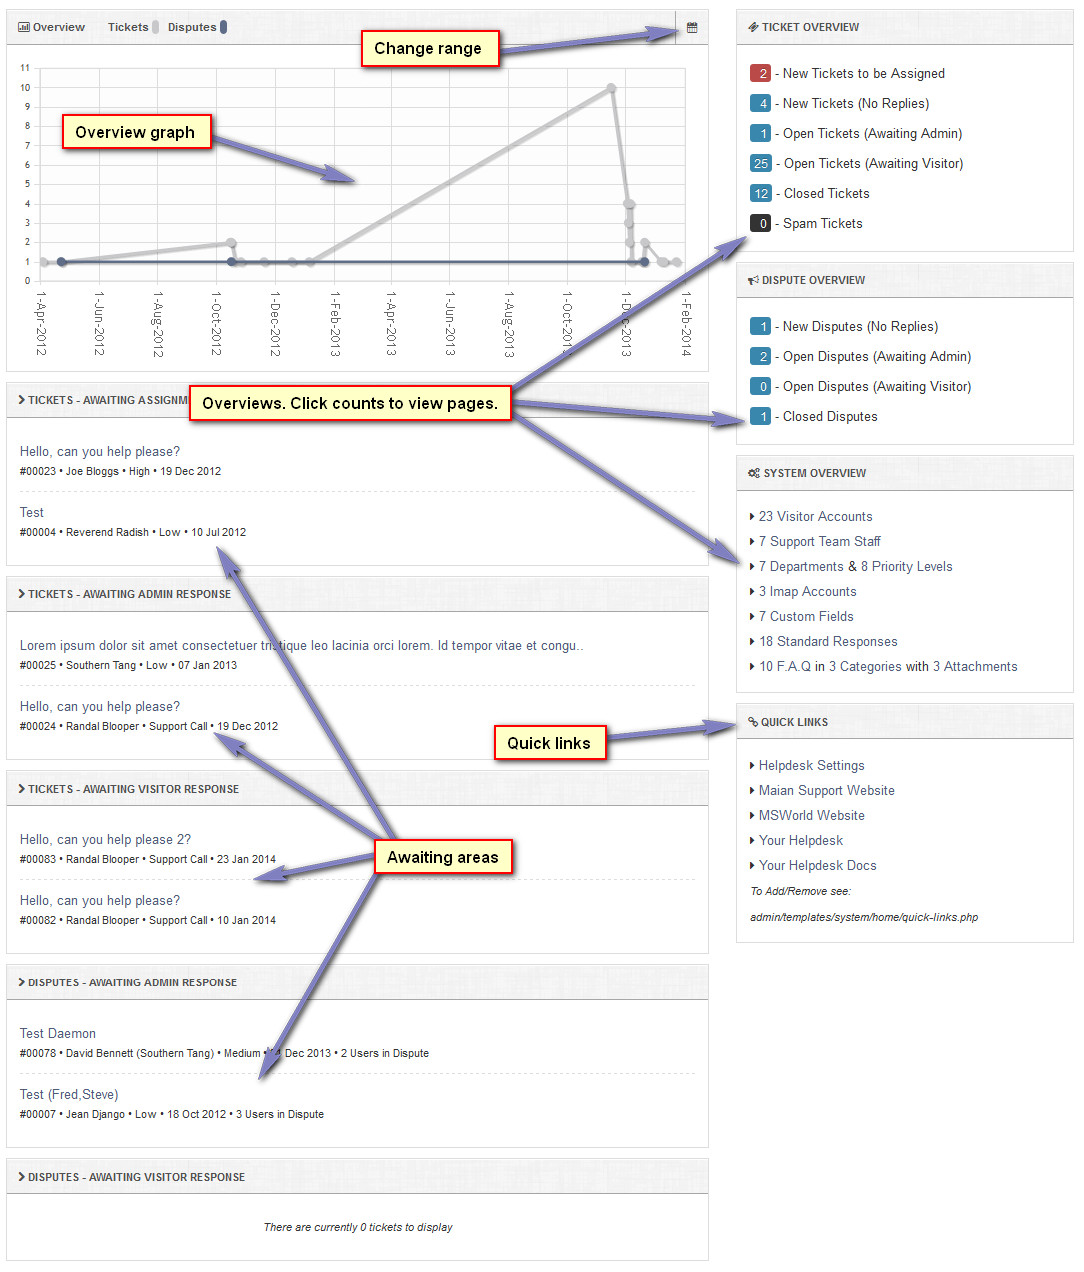 Overview Tickets Disputes
Change range
11
10
9
8
7
6
5
4
3
2
1
0
Overview graph
1-Apr-2012
1-Jun-2012
1-Aug-2012
1-Oct-2012
1-Dec-2012
1-Feb-2013
1-Apr-2013
1-Jun-2013
1-Aug-2013
1-Oct-201
1-Dec-2013
1-Feb-2014
TICKETS - AWAITING ASSIGNM
Overviews. Click counts to view pages.
Hello, can you help please?
#00023 • Joe Bloggs • High • 19 Dec 2012
Test
#00004 • Reverend Radish • Low • 10 Jul 2012
TICKETS - AWAITING ADMIN RESPONSE
Lorem ipsum dolor sit amet consectetuer tristique leo lacinia orci lorem. Id tempor vitae et congu..
#00025 • Southern Tang • Low • 07 Jan 2013
Hello, can you help please?
#00024 • Randal Blooper • Support Call • 19 Dec 2012
TICKETS - AWAITING VISITOR RESPONSE
Hello, can you help please 2?
#00083 • Randal Blooper • Support Call • 23 Jan 2014
Awaiting areas
Hello, can you help please?
#00082 • Randal Blooper • Support Call • 10 Jan 2014
DISPUTES - AWAITING ADMIN RESPONSE
Test Daemon
#00078 • David Bennett (Southern Tang) • Medium • Dec 2013 • 2 Users in Dispute
Test (Fred,Steve)
#00007 • Jean Django • Low • 18 Oct 2012 • 3 Users in Dispute
DISPUTES - AWAITING VISITOR RESPONSE
There are currently 0 tickets to display
TICKET OVERVIEW
2 - New Tickets to be Assigned
4 - New Tickets (No Replies)
1 - Open Tickets (Awaiting Admin)
25 - Open Tickets (Awaiting Visitor)
12 - Closed Tickets
0 - Spam Tickets
DISPUTE OVERVIEW
1 - New Disputes (No Replies)
2 - Open Disputes (Awaiting Admin)
0 - Open Disputes (Awaiting Visitor)
1 - Closed Disputes
SYSTEM OVERVIEW
23 Visitor Accounts
7 Support Team Staff
7 Departments & 8 Priority Levels
3 Imap Accounts
7 Custom Fields
18 Standard Responses
10 F.A.Q in 3 Categories with 3 Attachments
Quick links
QUICK LINKS
Helpdesk Settings
Maian Support Website
MSWorld Website
Your Helpdesk
Your Helpdesk Docs
To Add/Remove see:
admin/templates/system/home/quick-links.php